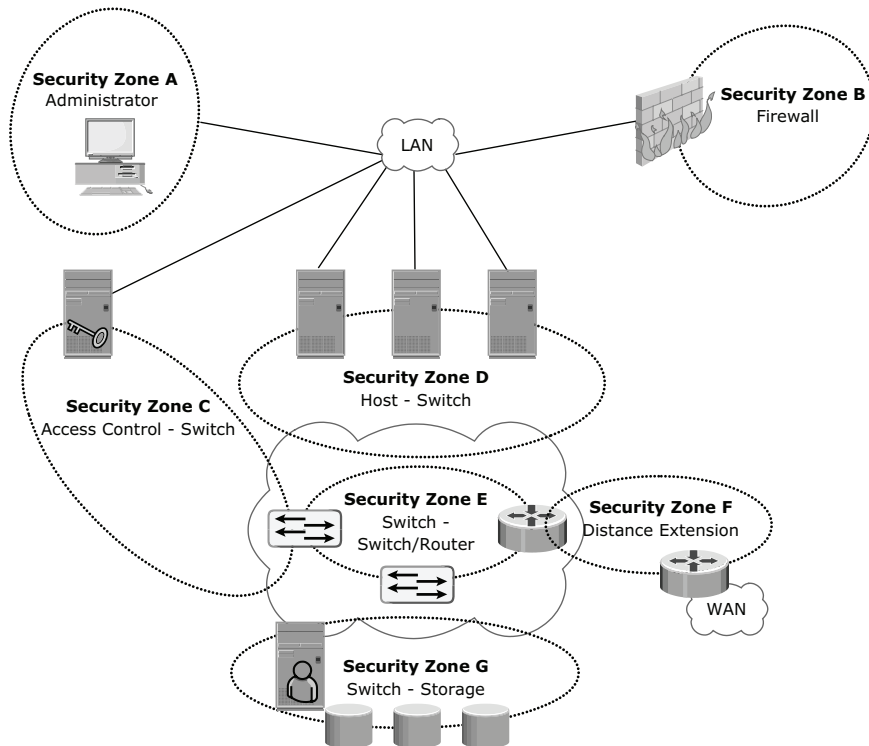 Security Zone A
Administrator
Security Zone B
Firewall
LAN
Security Zone D
Host - Switch
Security Zone C
Access Control - Switch
Security Zone E
Switch -
Switch/Router
Security Zone F
Distance Extension
WAN
Security Zone G
Switch - Storage